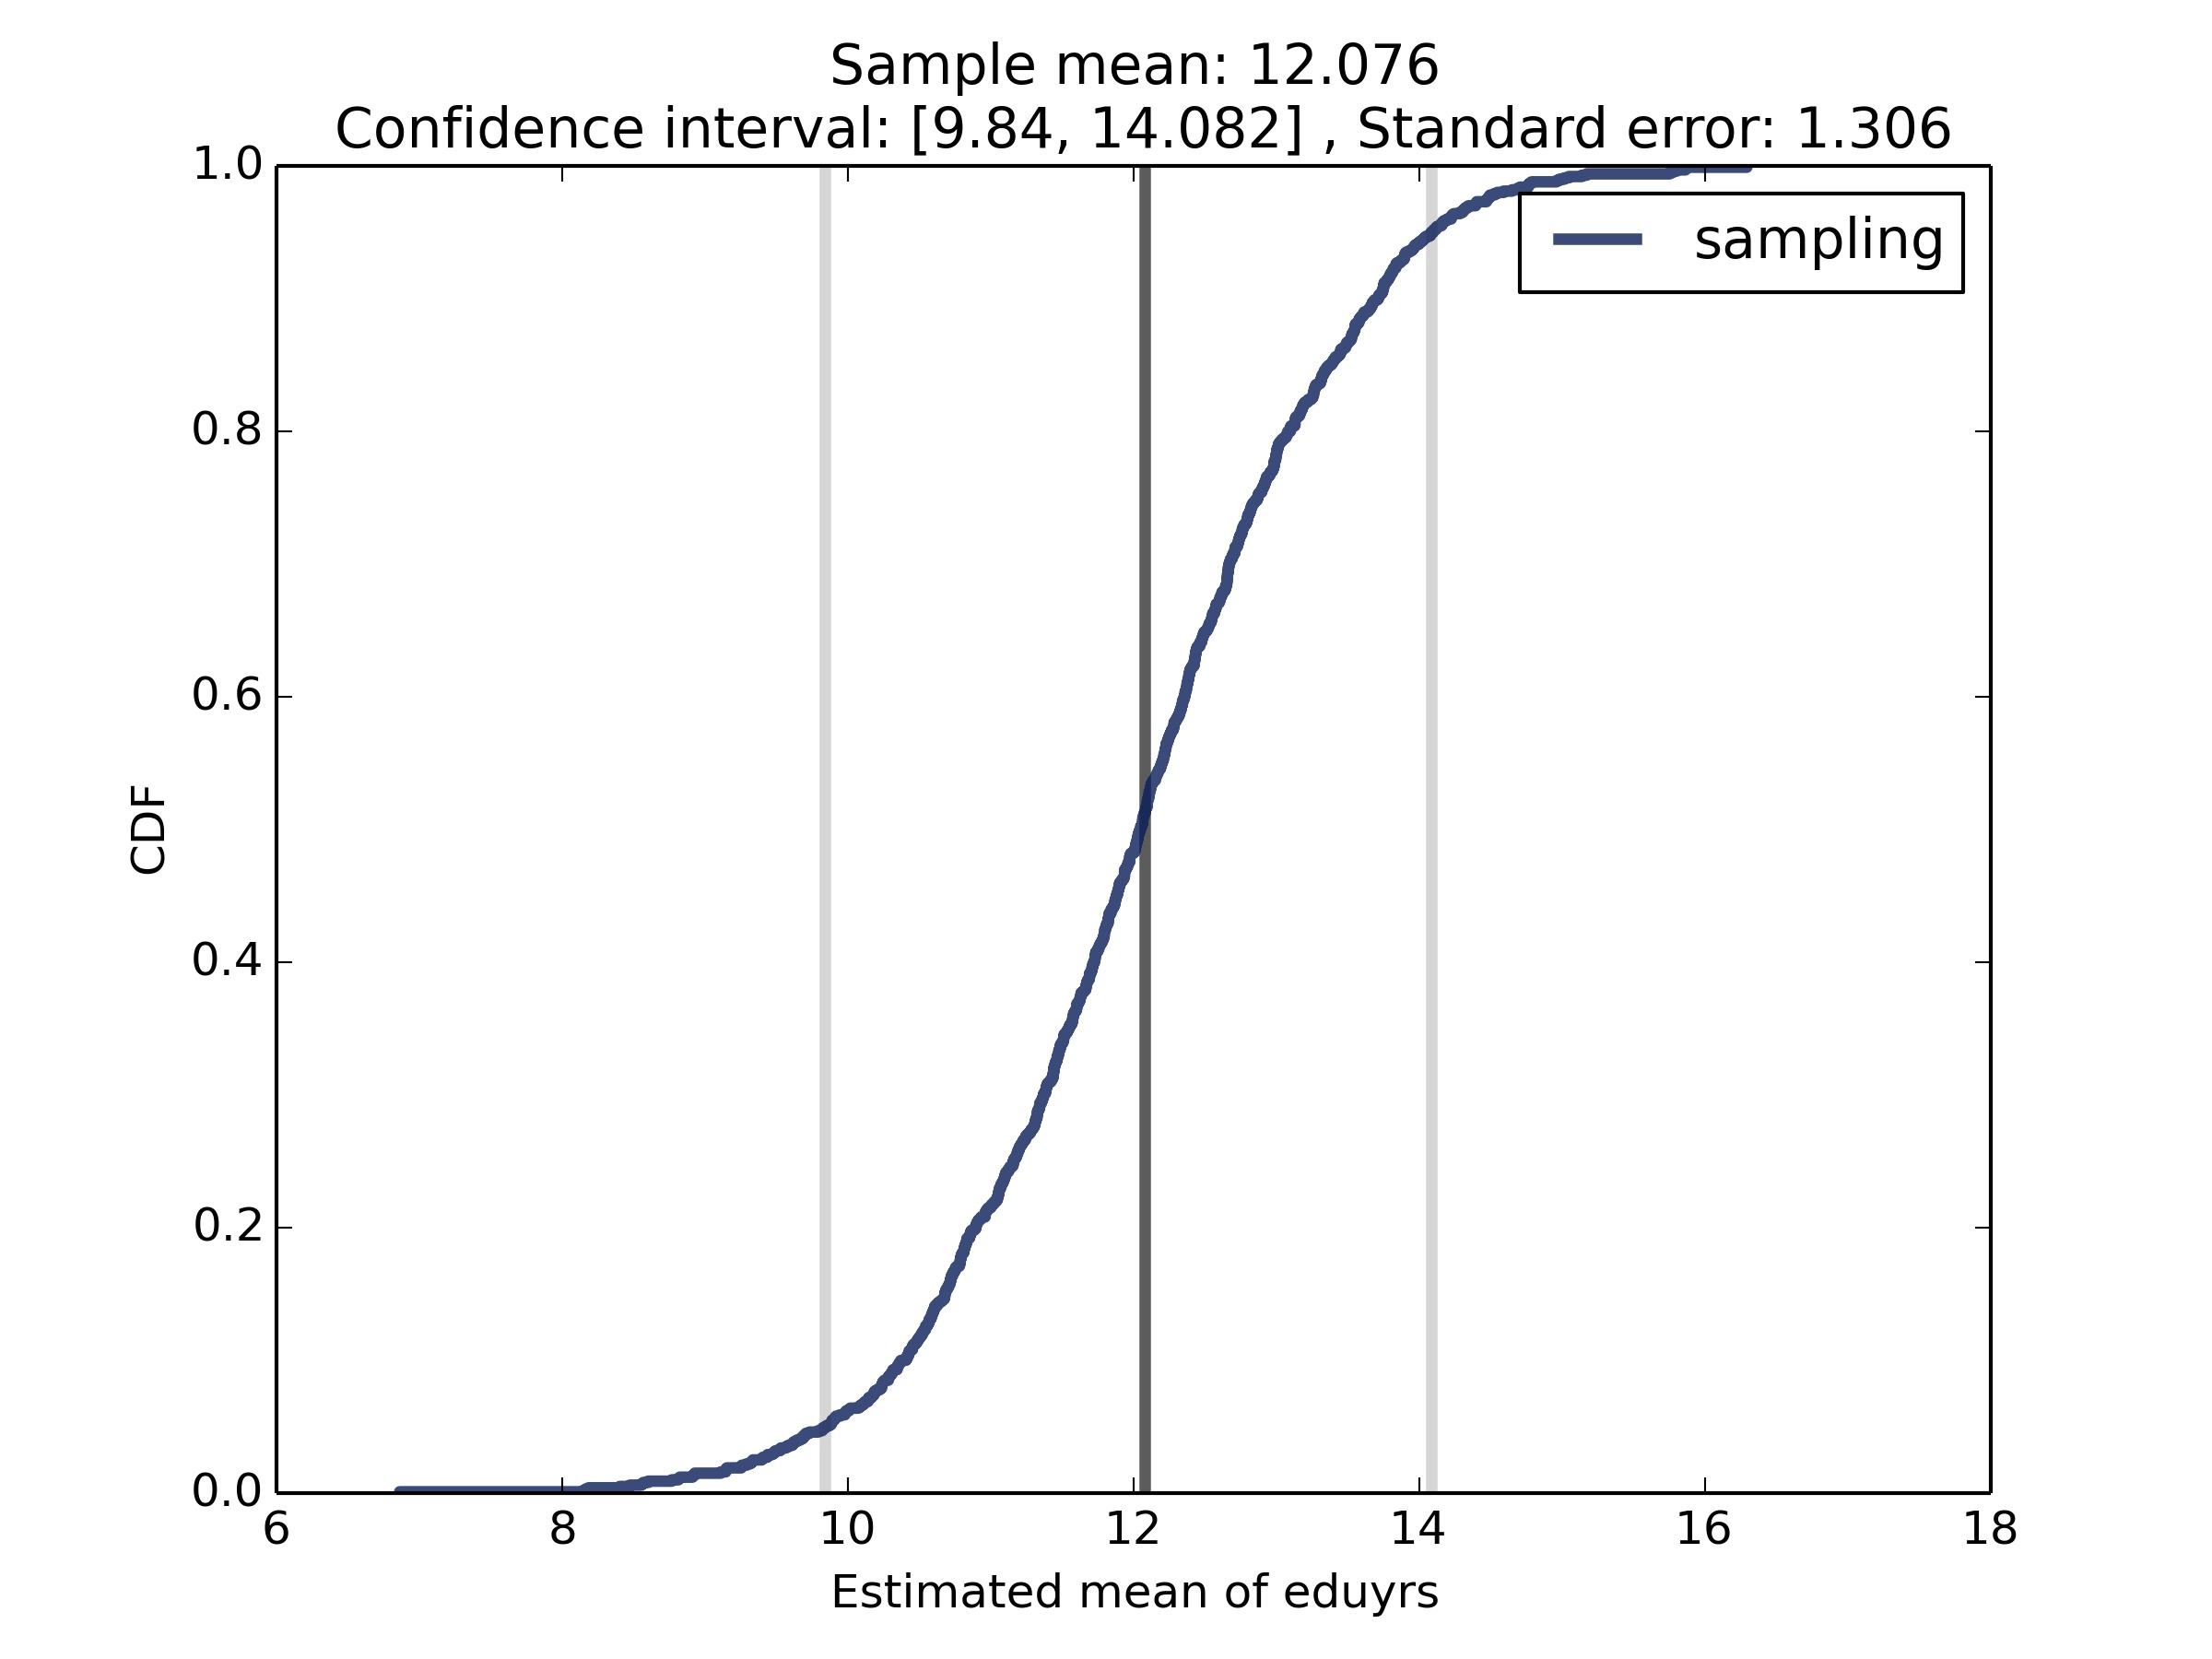 Sample mean: 12.076
Confidence interval: [9.84, 14.082] , Standard error: 1.306
sampling
1.0
0.8
0.6
0.4
0.2
0.0
CDF
6 8 10 12 14 16 18
Estimated mean of eduyrs